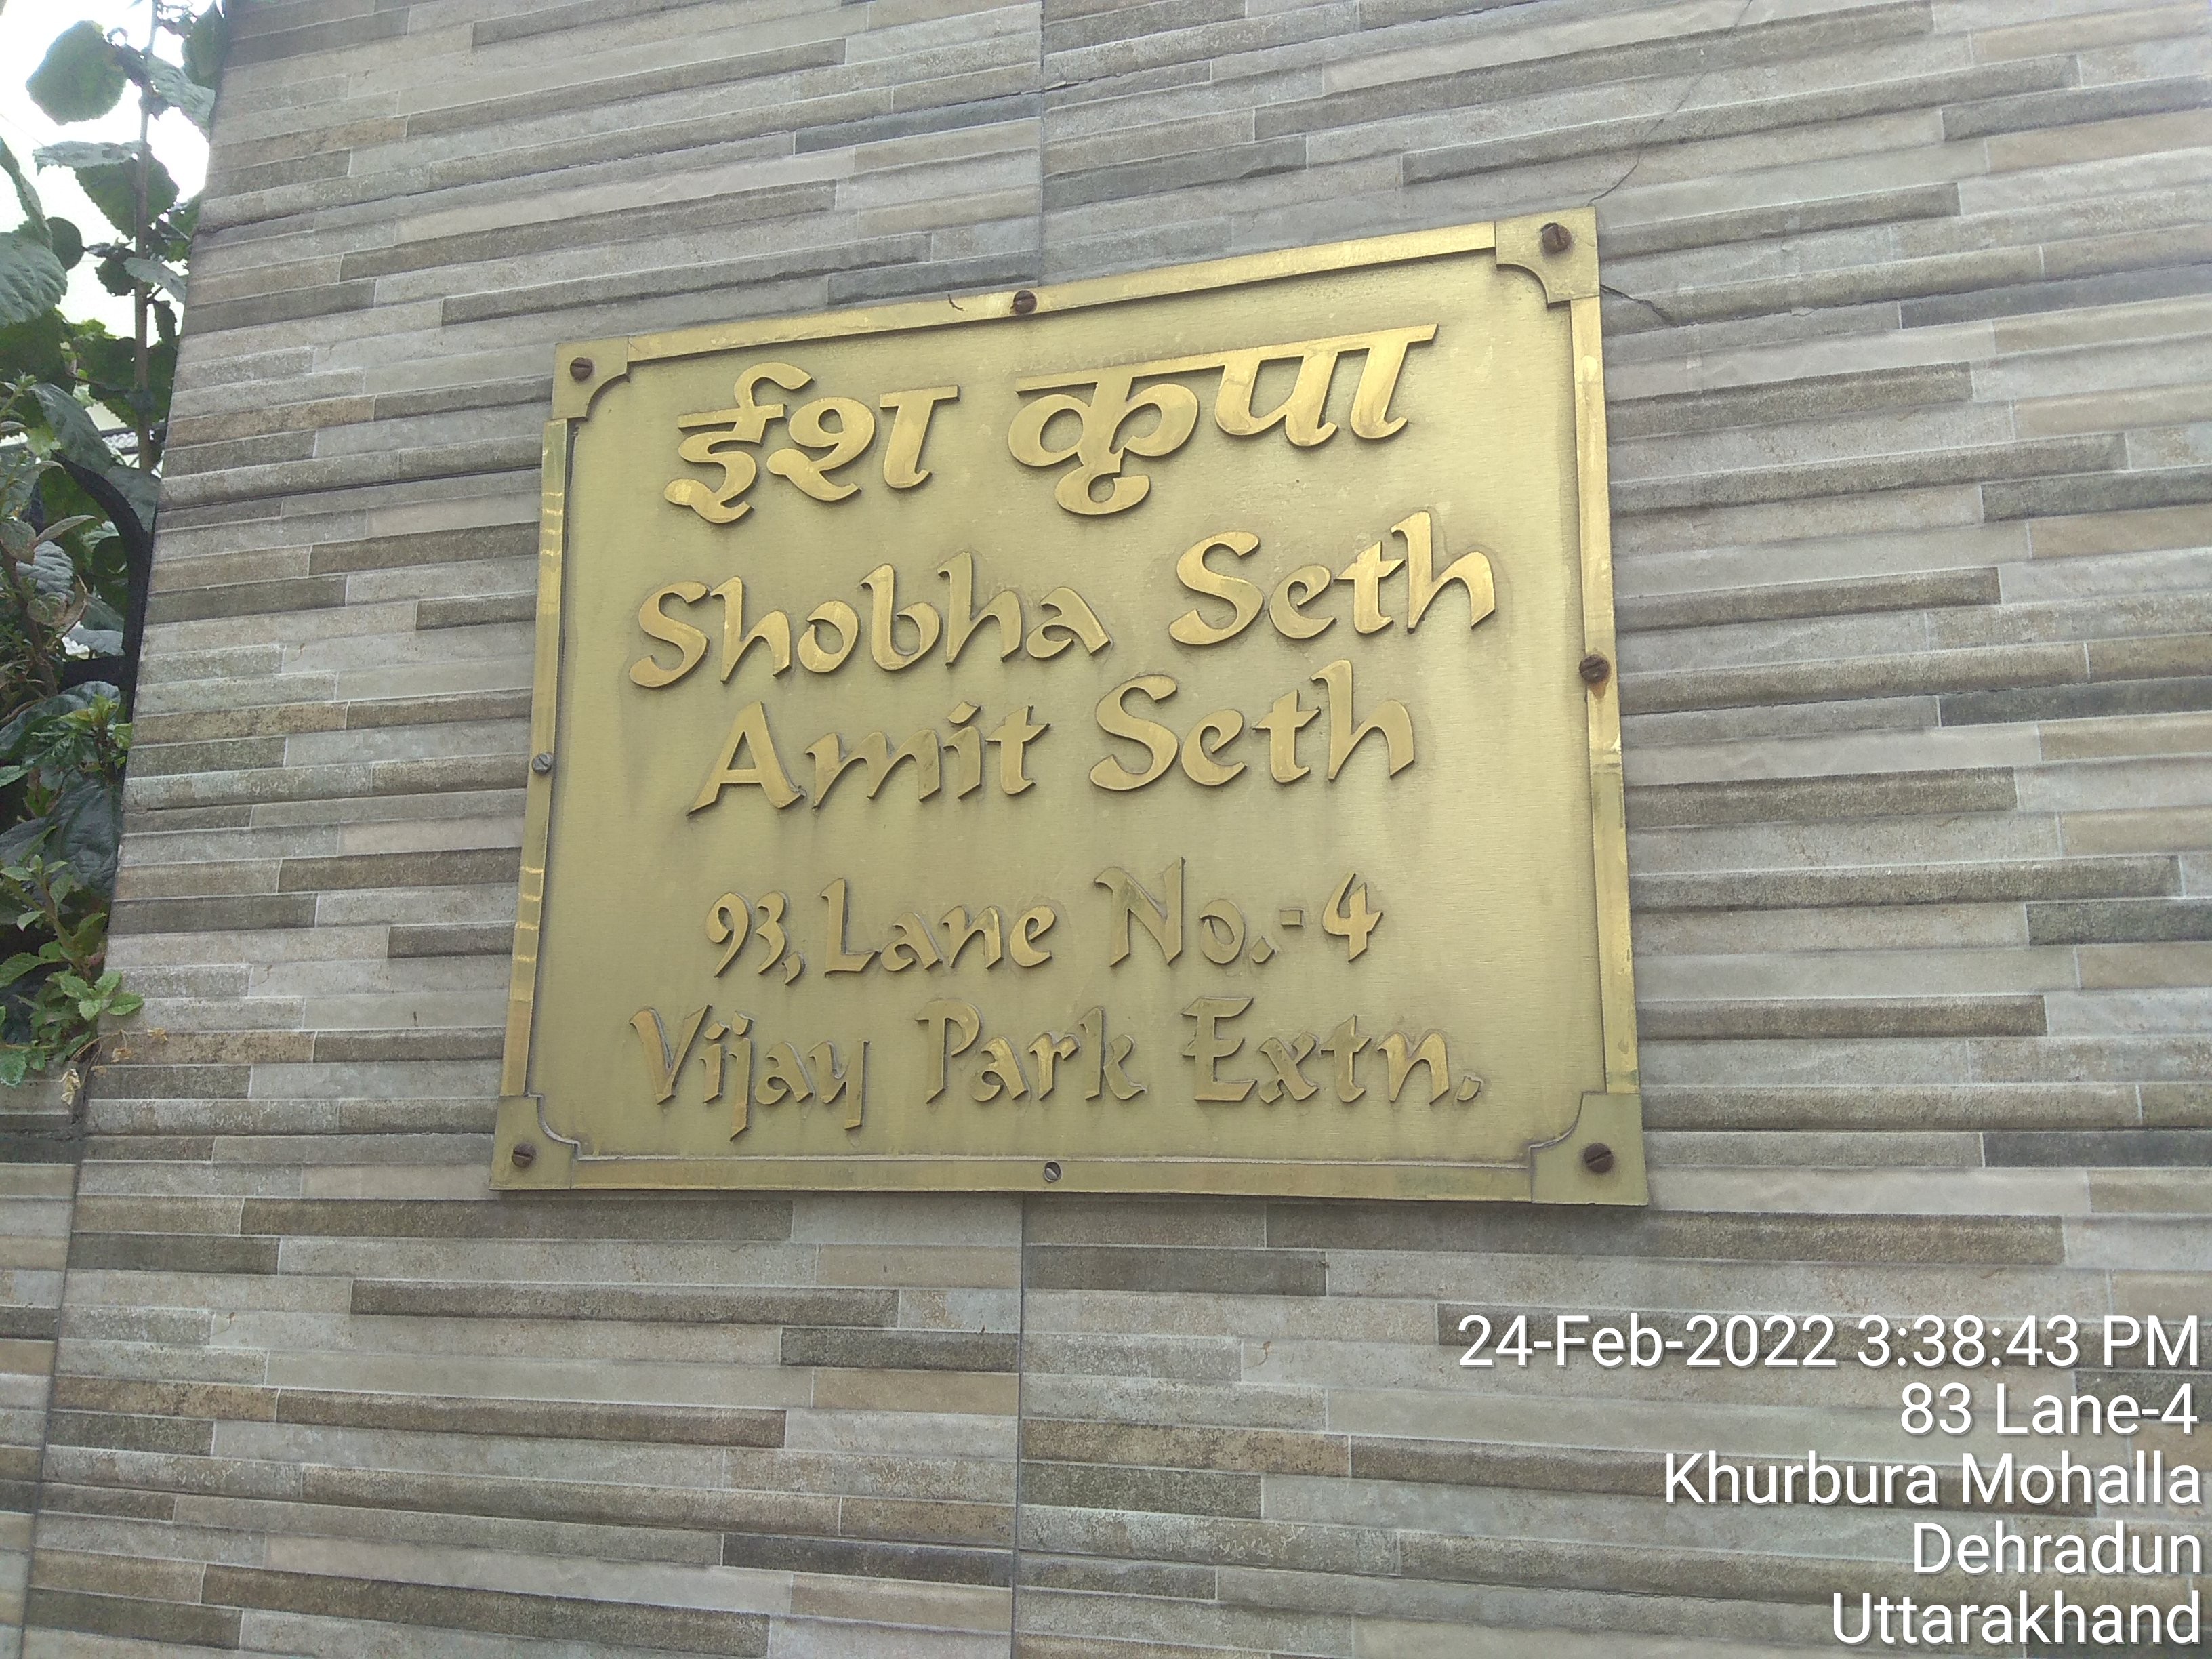 ईश कृपा
Shobha Seth
Amit Seth
93, Lane No.-4
Vijay Park Extn.
24-Feb-2022 3:38:43 PM
83 Lane-4
Khurbura Mohalla
Dehradun
Uttarakhand